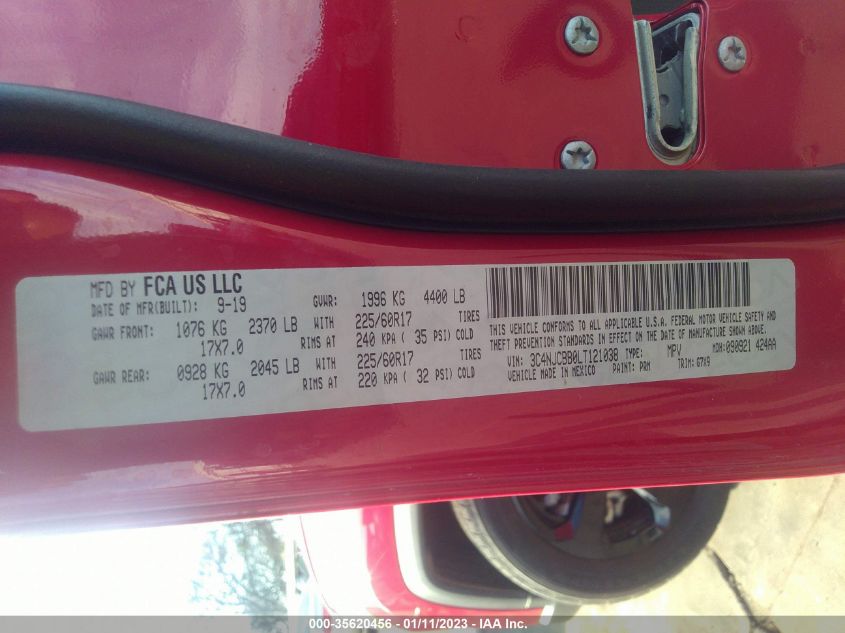 MFD BY FCA US LLC
DATE OF MFR(BUILT): 9-19 GVWR: 1996 KG 4400 LB
GAWR FRONT: 1076 KG 2370 LB WITH 225/60R17 TIRES
17X7.0 RIMS AT 240 KPA ( 35 PSI) COLD
GAWR REAR: 0928 KG 2045 LB WITH 225/60R17 TIRES
17X7.0 RIMS AT 220 KPA ( 32 PSI) COLD
THIS VEHICLE CONFORMS TO ALL APPLICABLE U.S.A. FEDERAL MOTOR VEHICLE SAFETY AND
THEFT PREVENTION STANDARDS IN EFFECT ON THE DATE OF MANUFACTURE SHOWN ABOVE.
VIN: 3C4NJCBB0LT121038 TYPE: MPV MDH: 090921 424AA
VEHICLE MADE IN MEXICO PAINT: PRM TRIM: G7X9
000-35620456 - 01/11/2023 - IAA Inc.